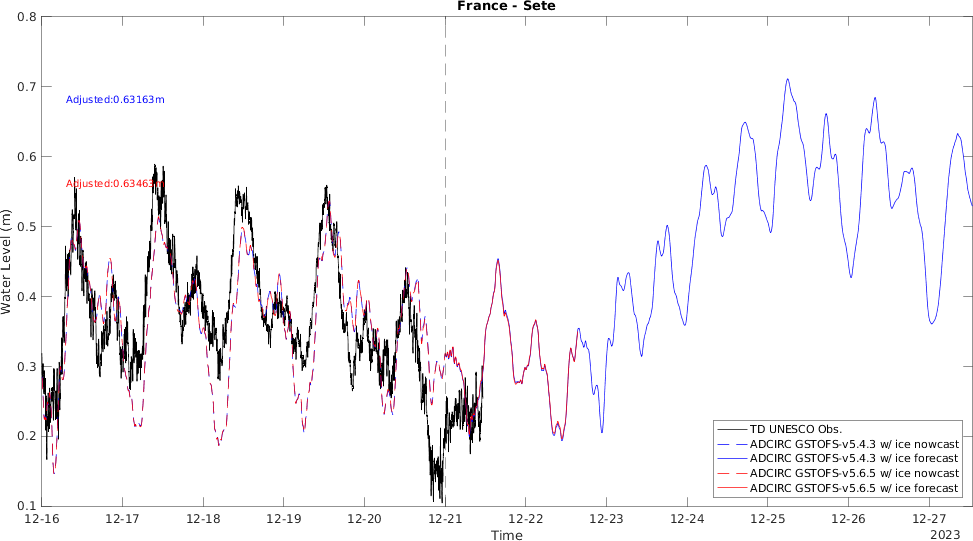 France - Sete
0.8
0.7
0.6
0.5
0.4
0.3
0.2
0.1
Water Level (m)
Adjusted:0.63163m
Adjusted:0.63463m
TD UNESCO Obs.
ADCIRC GSTOFS-v5.4.3 w/ ice nowcast
ADCIRC GSTOFS-v5.4.3 w/ ice forecast
ADCIRC GSTOFS-v5.6.5 w/ ice nowcast
ADCIRC GSTOFS-v5.6.5 w/ ice forecast
12-16 12-17 12-18 12-19 12-20 12-21 12-22 12-23 12-24 12-25 12-26 12-27
Time
2023